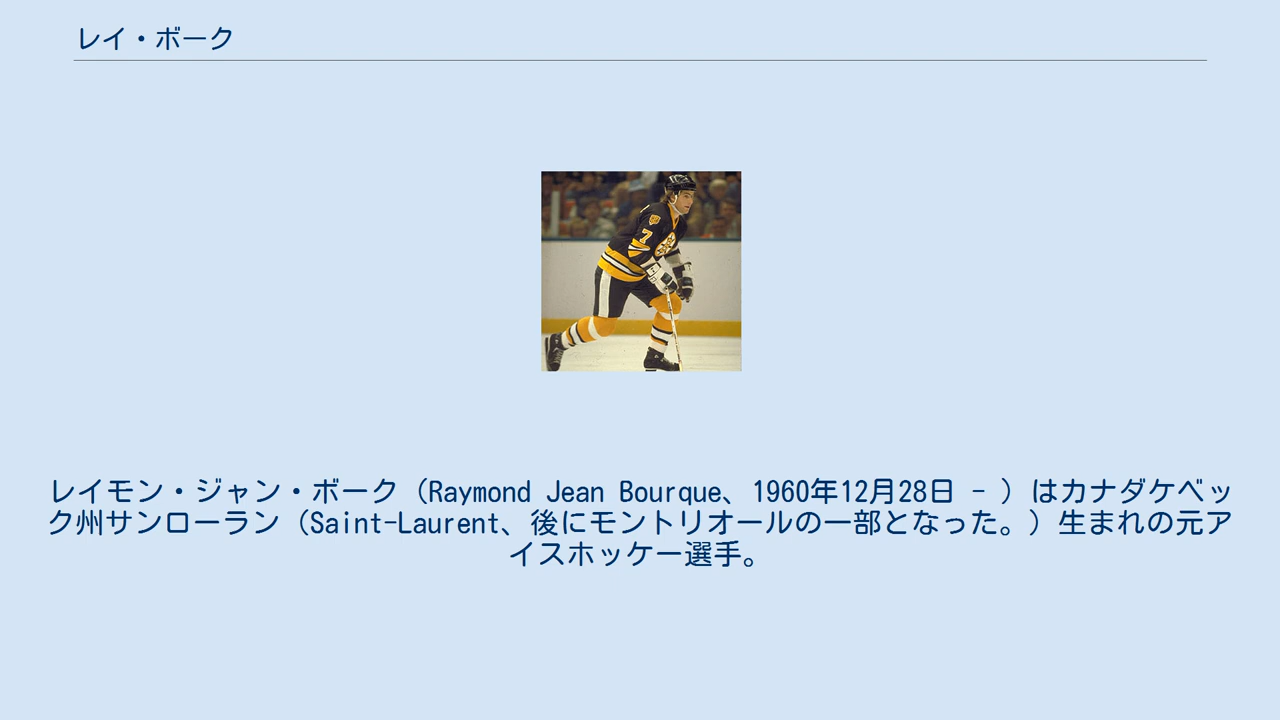 レイ・ボーク
7
レイモン・ジャン・ボーク（Raymond Jean Bourque、1960年12月28日 - ）はカナダケベッ
ク州サンローラン（Saint-Laurent、後にモントリオールの一部となった。）生まれの元ア
イスホッケー選手。